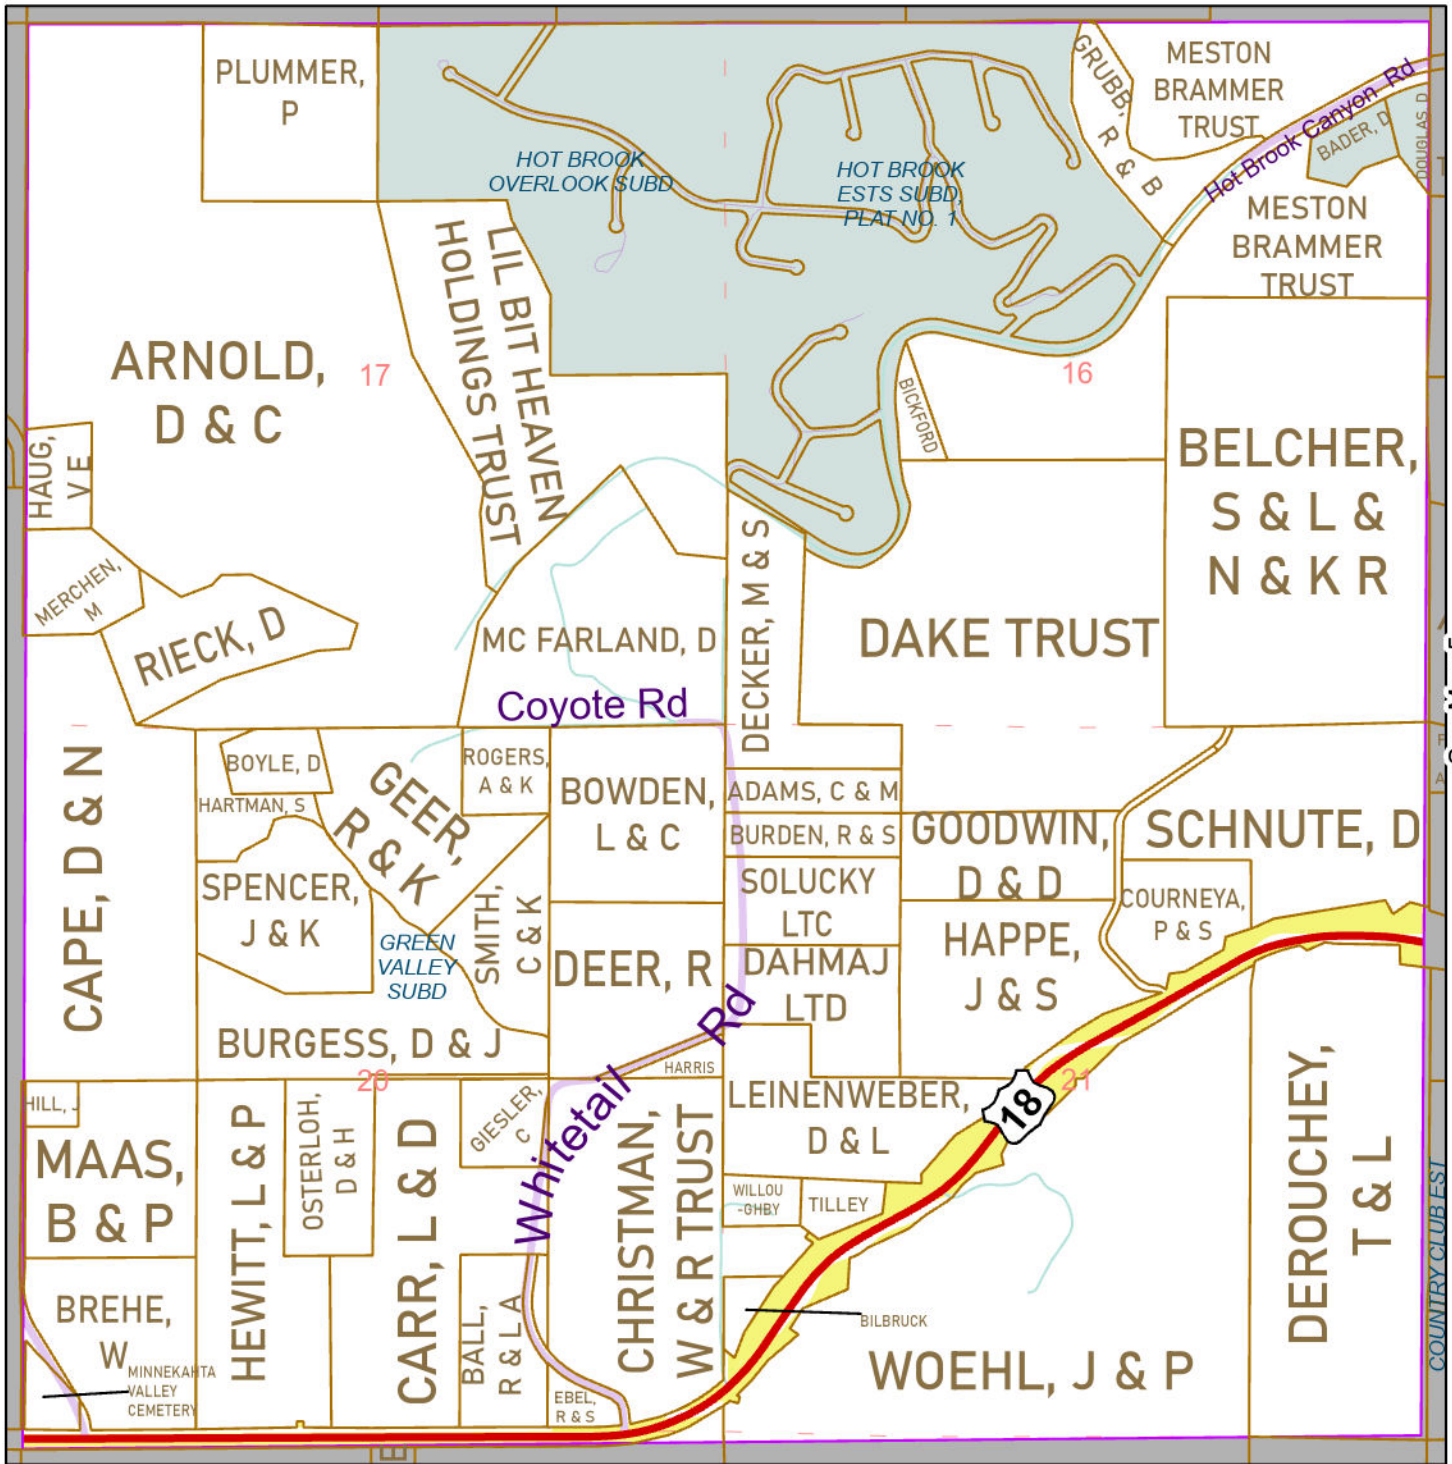 PLUMMER,
P
GRUBB,
R & B
MESTON
BRAMMER
TRUST
Hot Brook Canyon Rd
BADER, D
DOUGLAS, D
HOT BROOK
OVERLOOK SUBD
HOT BROOK
ESTS SUBD,
PLAT NO. 1
MESTON
BRAMMER
TRUST
LIL BIT HEAVEN
HOLDINGS TRUST
ARNOLD,
D & C
17
16
BICKFORD
HAUG,
V E
BELCHER,
S & L &
N & K R
MERCHEN,
M
RIECK, D
MC FARLAND, D
DECKER, M & S
DAKE TRUST
Coyote Rd
CAPE, D & N
BOYLE, D
HARTMAN, S
GEER,
R & K
ROGERS,
A & K
BOWDEN,
L & C
ADAMS, C & M
BURDEN, R & S
GOODWIN,
D & D
SCHNUTE, D
SPENCER,
J & K
SMITH,
C & K
SOLUCKY
LTC
COURNEYA,
P & S
GREEN
VALLEY
SUBD
DEER, R
DAHMAJ
LTD
HAPPE,
J & S
BURGESS, D & J
Whitetail Rd
HARRIS
20
21
HILL, J
MAAS,
B & P
HEWITT, L & P
OSTERLOH,
D & H
CARR, L & D
GIESLER,
C
CHRISTMAN,
W & R TRUST
LEINENWEBER,
D & L
18
DEROUCHEY,
T & L
WILLOU
-GHBY
TILLEY
COUNTRY CLUB EST
BREHE,
W
MINNEKAHTA
VALLEY
CEMETERY
BALL,
R & L A
EBEL,
R & S
BILBRUCK
WOEHL, J & P